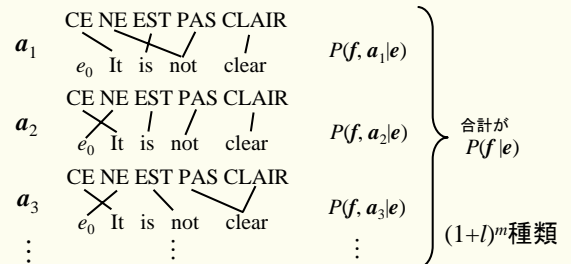 CE NE EST PAS CLAIR
a1 P(f, a1|e)
e0 It is not clear
CE NE EST PAS CLAIR
a2 P(f, a2|e)
e0 It is not clear
合計が
P(f|e)
CE NE EST PAS CLAIR
a3 P(f, a3|e)
e0 It is not clear
(1+l)^m種類
⋮ ⋮ ⋮